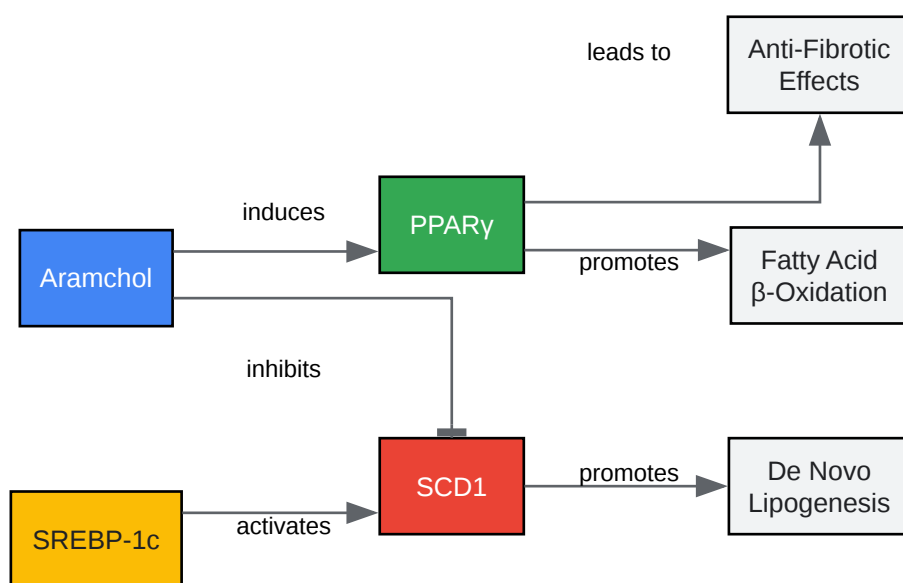 leads to
Anti-Fibrotic
Effects
induces
PPARγ
Aramchol
promotes
Fatty Acid
β-Oxidation
inhibits
SCD1
promotes
De Novo
Lipogenesis
SREBP-1c
activates